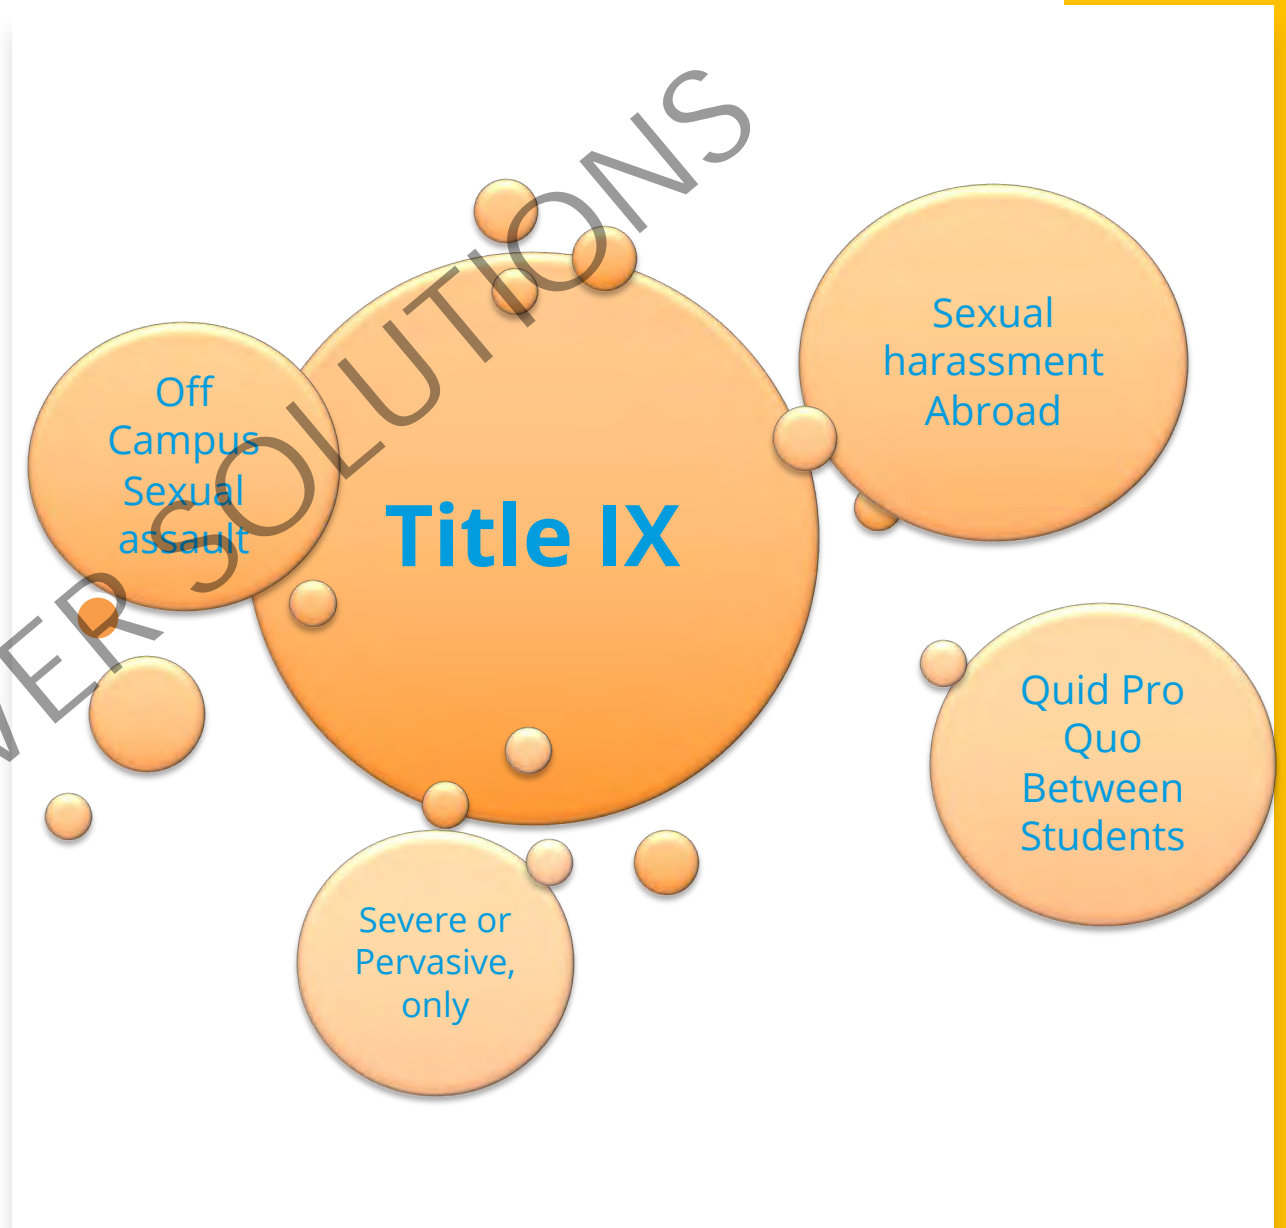 Title IX
Off
Campus
Sexual
assault
Sexual
harassment
Abroad
Quid Pro
Quo
Between
Students
Severe or
Pervasive,
only
SOLUTIONS